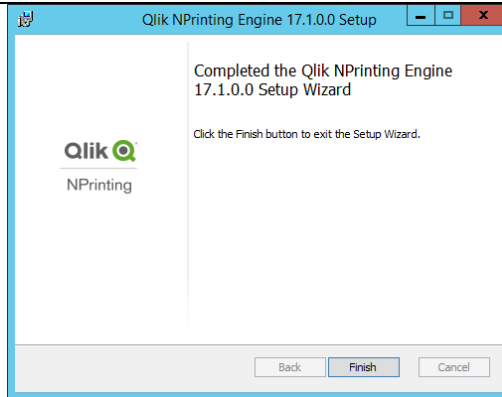 Qlik NPrinting Engine 17.1.0.0 Setup
Completed the Qlik NPrinting Engine
17.1.0.0 Setup Wizard
Click the Finish button to exit the Setup Wizard.
Qlik
NPrinting
Back
Finish
Cancel